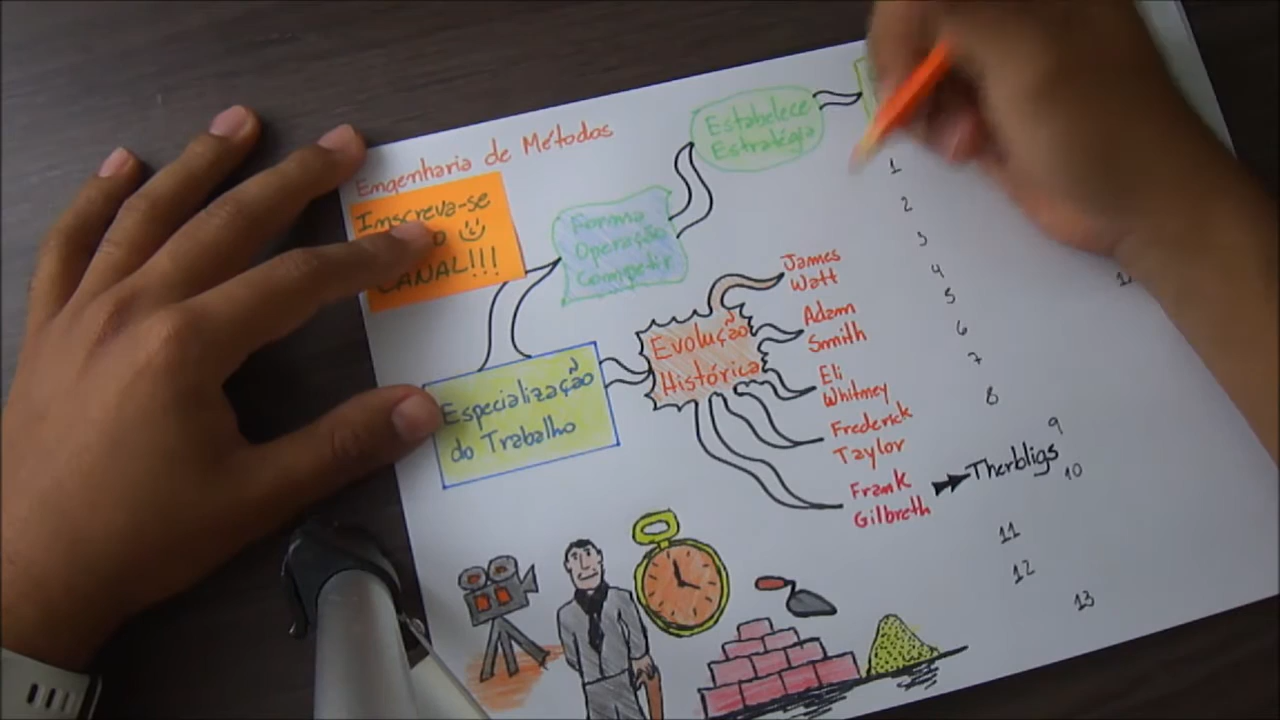 Engenharia de Métodos
Inscreva-se
CANAL!!!
Forma
Operação
Competir
Estabelece
Estratégia
Especialização
do Trabalho
Evolução
Histórica
James
Watt
Adam
Smith
Eli
Whitney
Frederick
Taylor
Frank
Gilbreth
Therbligs
1
2
3
4
5
6
7
8
9
10
11
12
13